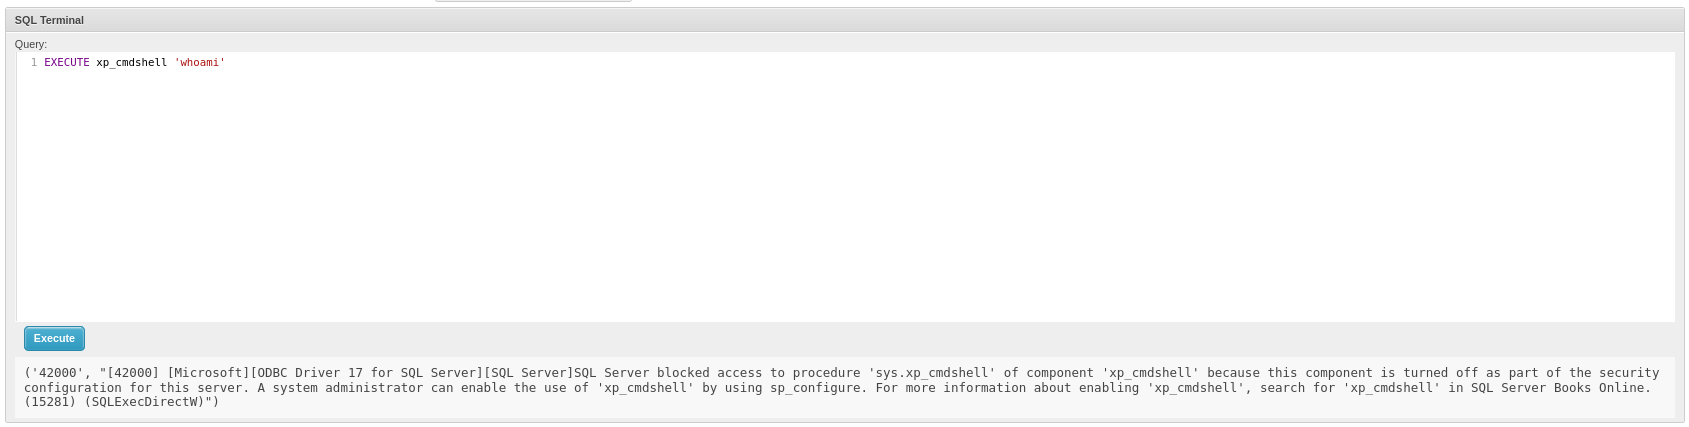 SQL Terminal
Query:
1 EXECUTE xp_cmdshell 'whoami'
Execute
('42000', "[42000] [Microsoft][ODBC Driver 17 for SQL Server][SQL Server]SQL Server blocked access to procedure 'sys.xp_cmdshell' of component 'xp_cmdshell' because this component is turned off as part of the security
configuration for this server. A system administrator can enable the use of 'xp_cmdshell' by using sp_configure. For more information about enabling 'xp_cmdshell', search for 'xp_cmdshell' in SQL Server Books Online.
(15281) (SQLExecDirectW)")